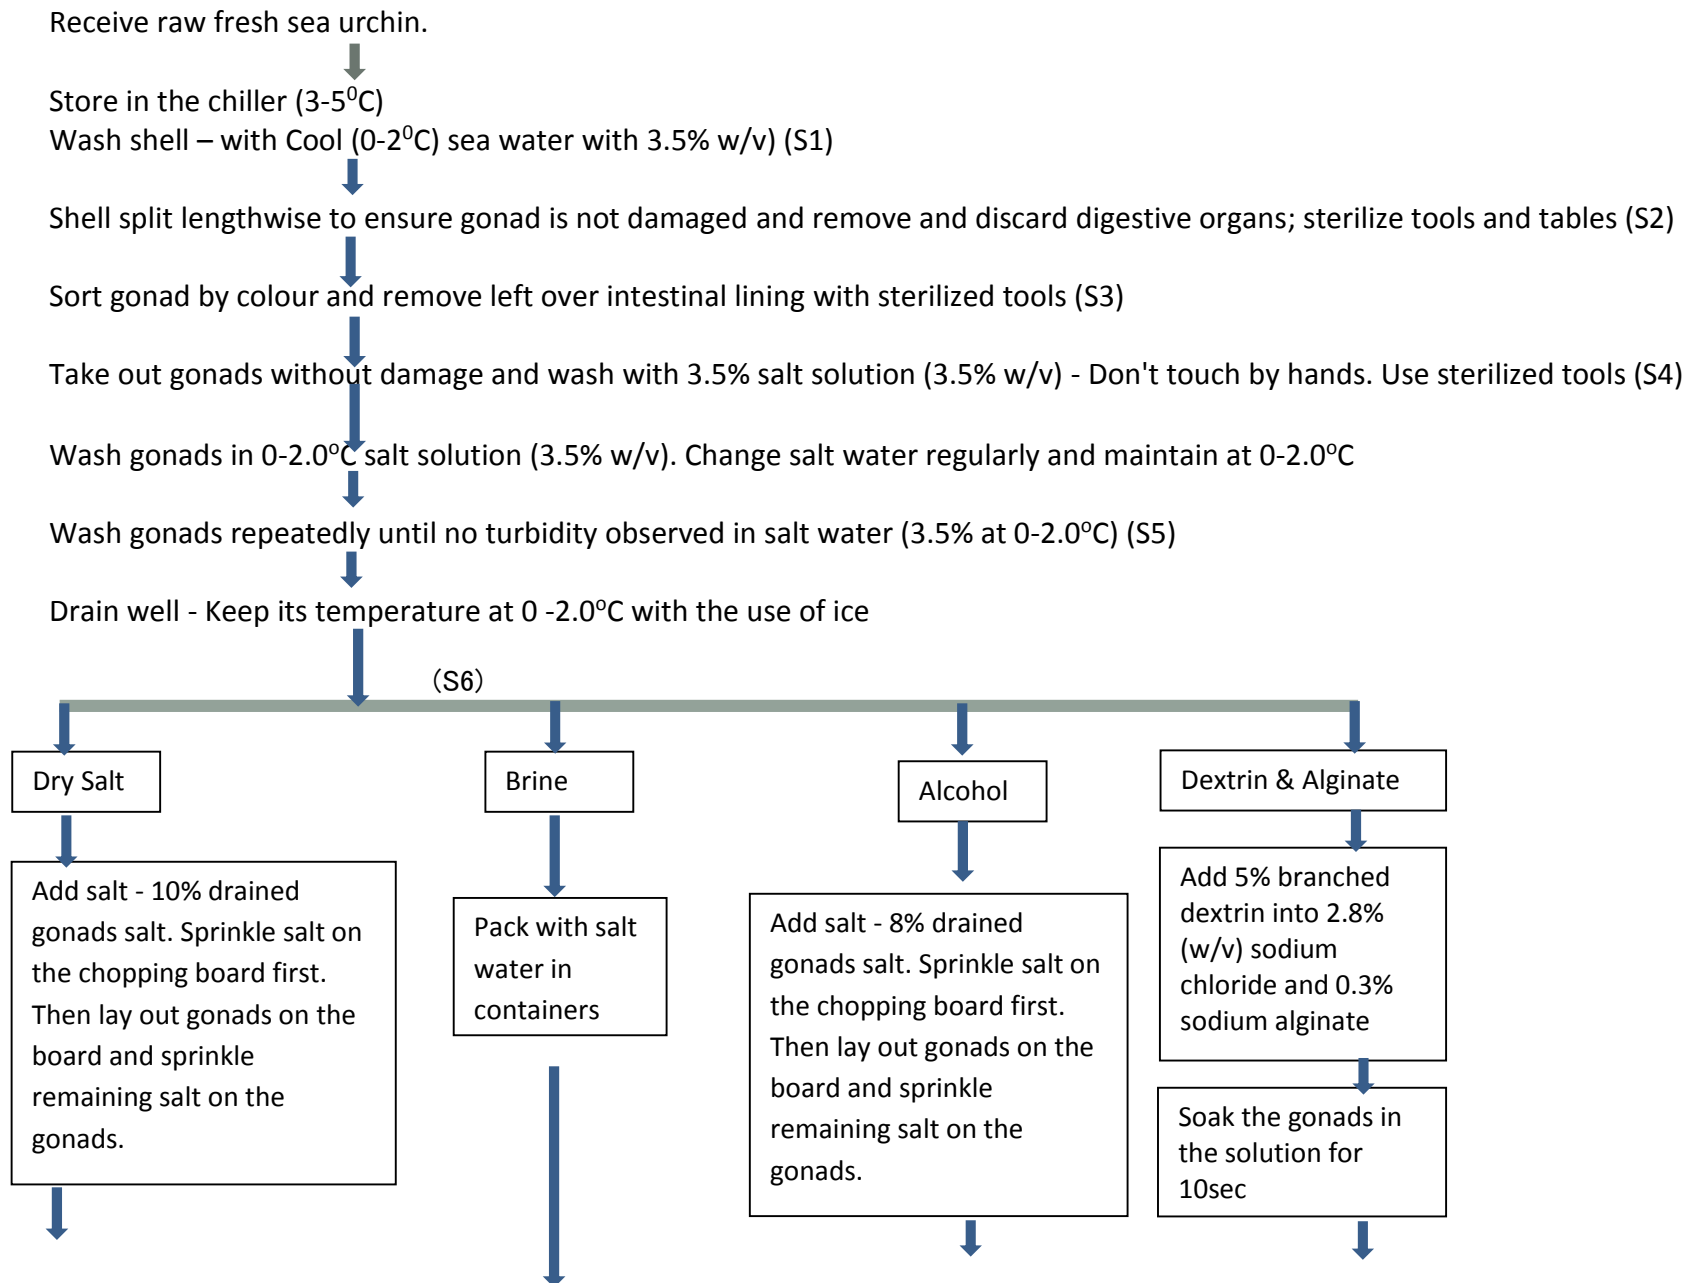 Receive raw fresh sea urchin.
Store in the chiller (3-5⁰C)
Wash shell – with Cool (0-2⁰C) sea water with 3.5% w/v) (S1)
Shell split lengthwise to ensure gonad is not damaged and remove and discard digestive organs; sterilize tools and tables (S2)
Sort gonad by colour and remove left over intestinal lining with sterilized tools (S3)
Take out gonads without damage and wash with 3.5% salt solution (3.5% w/v) - Don't touch by hands. Use sterilized tools (S4)
Wash gonads in 0-2.0ᵒC salt solution (3.5% w/v). Change salt water regularly and maintain at 0-2.0ᵒC
Wash gonads repeatedly until no turbidity observed in salt water (3.5% at 0-2.0ᵒC) (S5)
Drain well - Keep its temperature at 0 -2.0ᵒC with the use of ice
（S6）
Dry Salt
Add salt - 10% drained
gonads salt. Sprinkle salt on
the chopping board first.
Then lay out gonads on the
board and sprinkle
remaining salt on the
gonads.
Brine
Pack with salt
water in
containers
Alcohol
Add salt - 8% drained
gonads salt. Sprinkle salt on
the chopping board first.
Then lay out gonads on the
board and sprinkle
remaining salt on the
gonads.
Dextrin & Alginate
Add 5% branched
dextrin into 2.8%
(w/v) sodium
chloride and 0.3%
sodium alginate
Soak the gonads in
the solution for
10sec